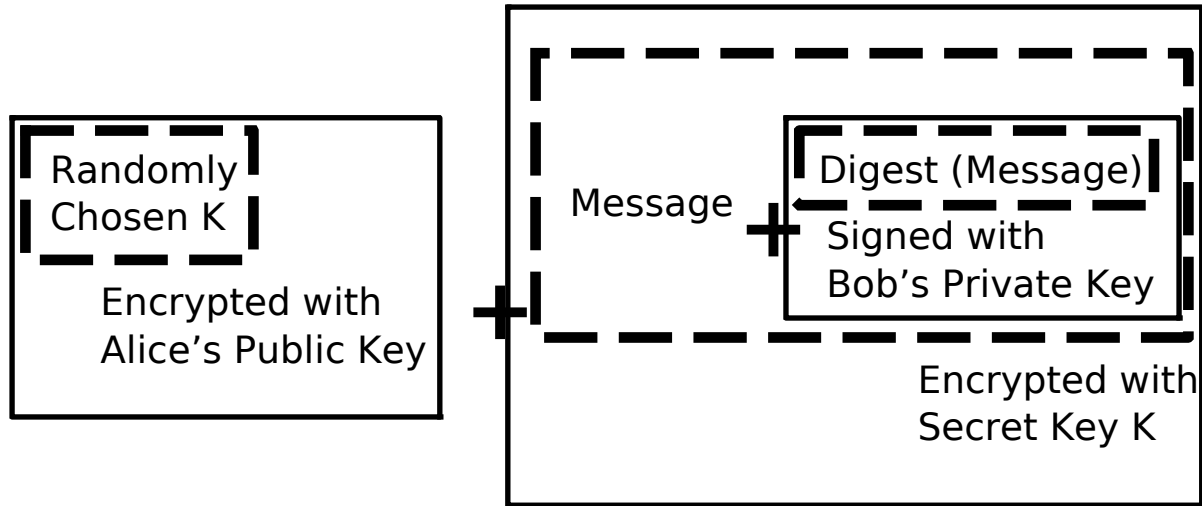 Randomly
Chosen K
Encrypted with
Alice’s Public Key
+
Message
+
Digest (Message)
Signed with
Bob’s Private Key
Encrypted with
Secret Key K